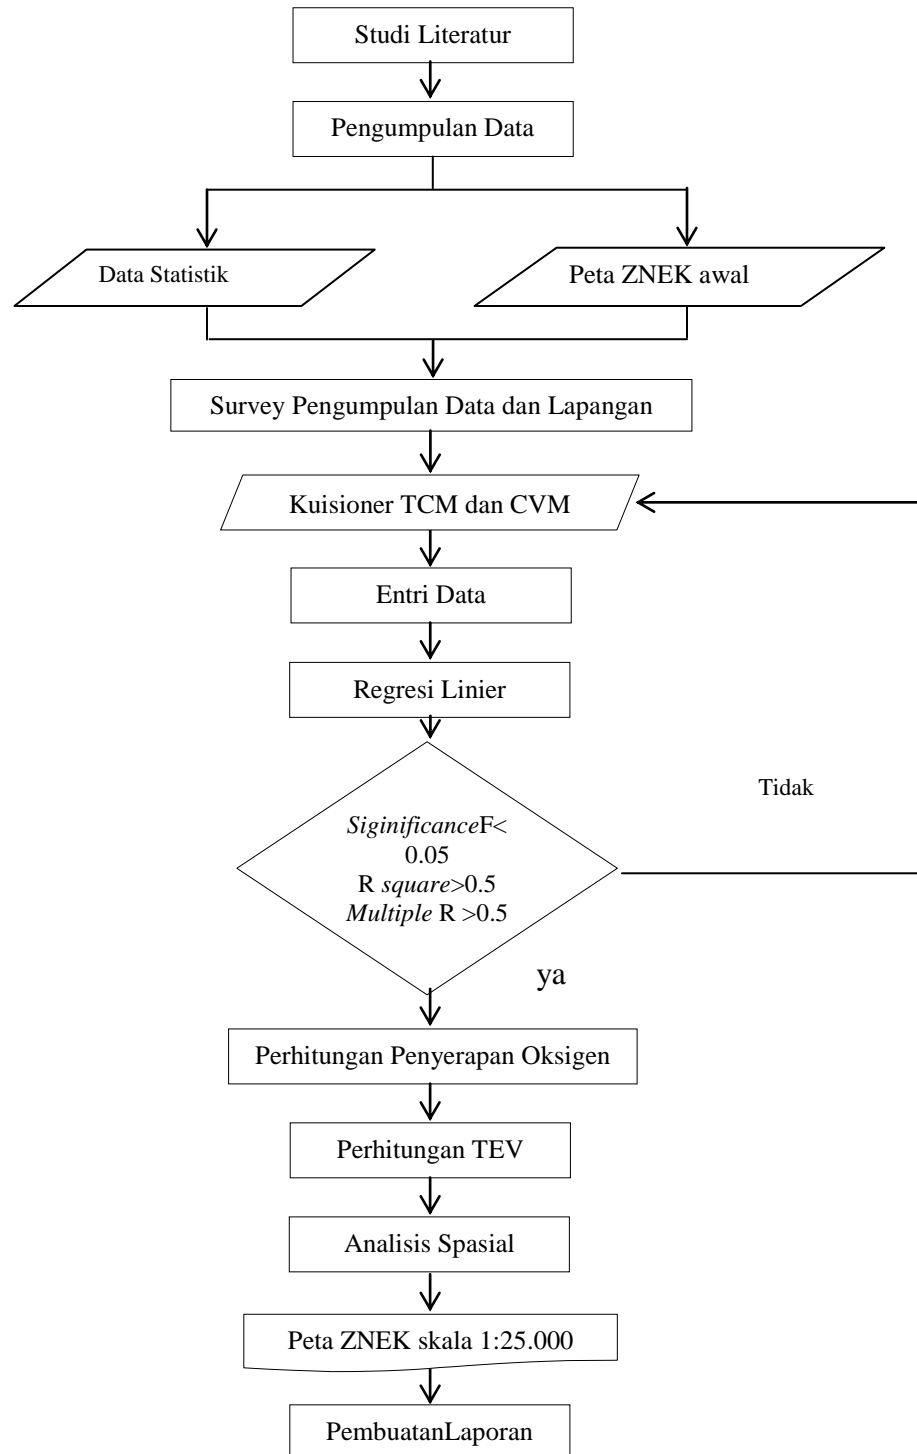 Studi Literatur
Pengumpulan Data
Data Statistik
Peta ZNEK awal
Survey Pengumpulan Data dan Lapangan
Kuisioner TCM dan CVM
Entri Data
Regresi Linier
Tidak
SiginificanceF<
0.05
R square>0.5
Multiple R >0.5
ya
Perhitungan Penyerapan Oksigen
Perhitungan TEV
Analisis Spasial
Peta ZNEK skala 1:25.000
PembuatanLaporan